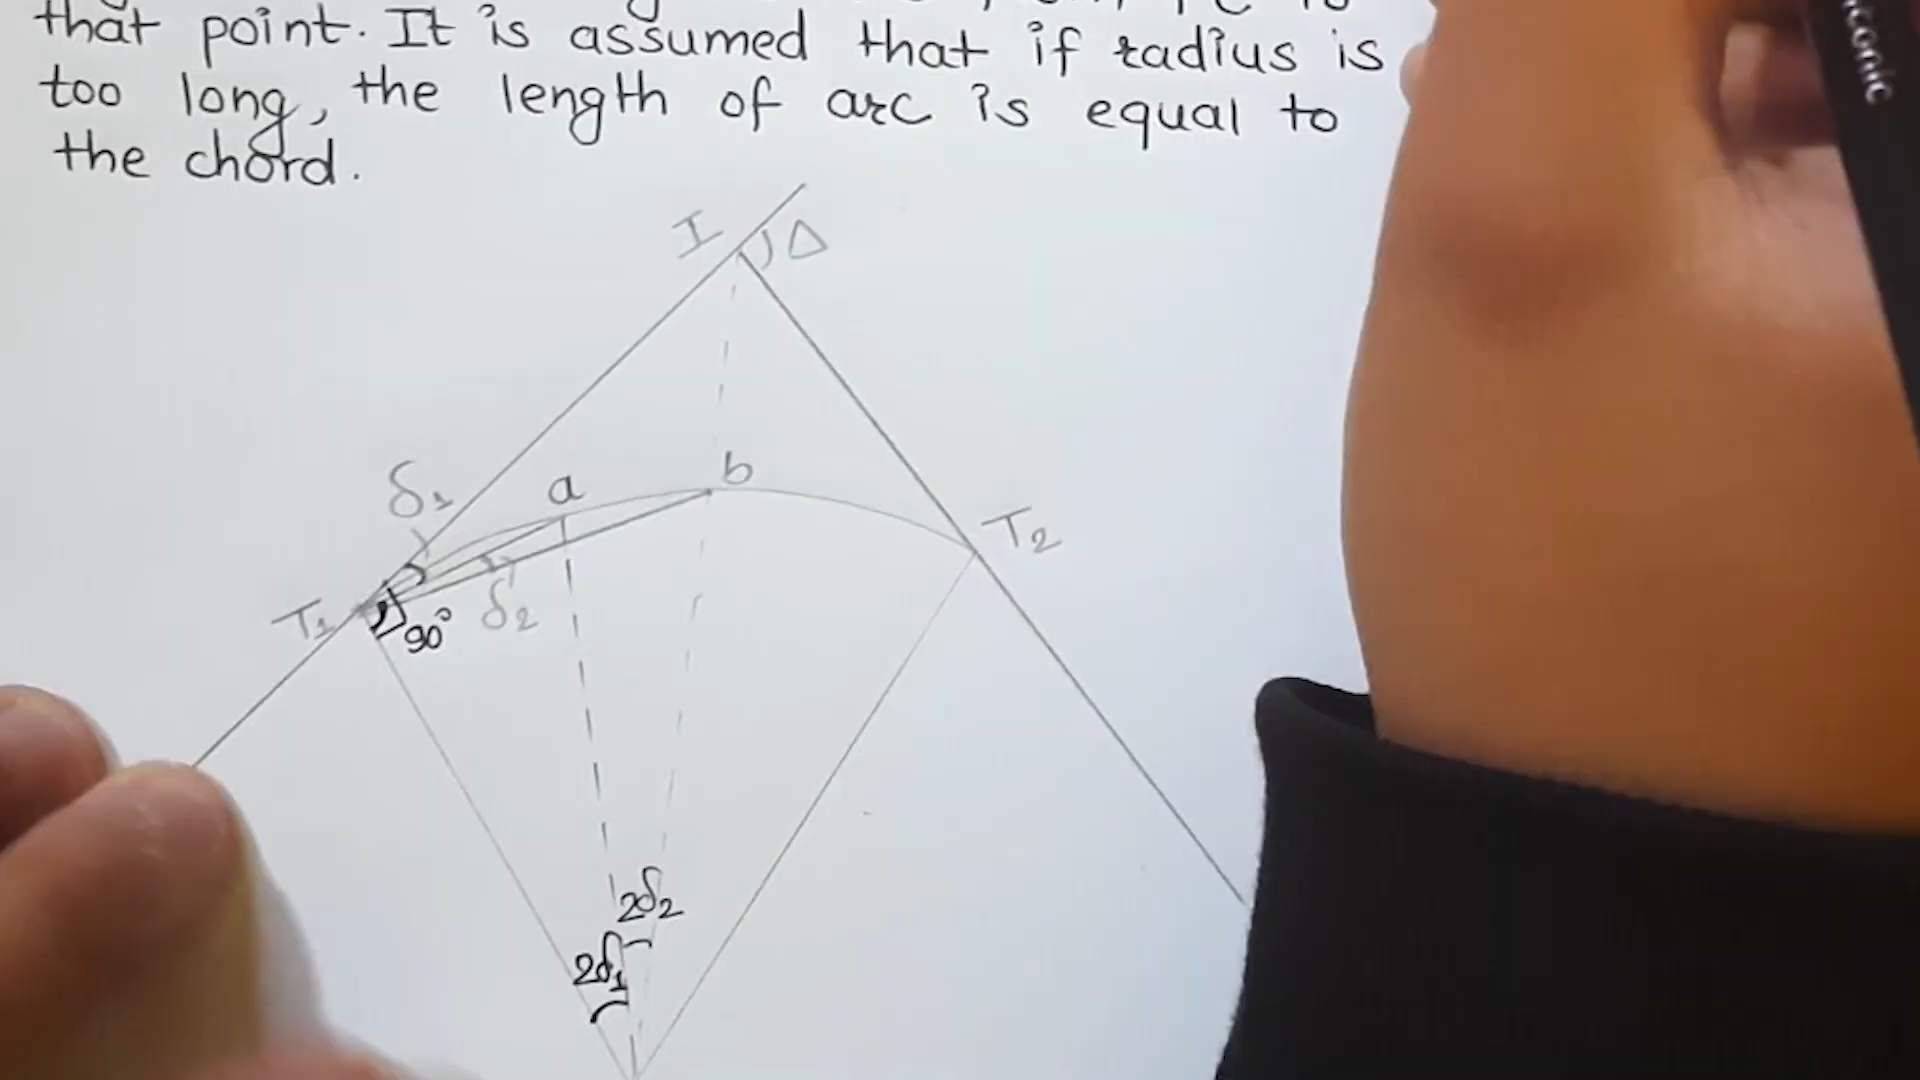 that point. It is assumed that if radius is
too long, the length of arc is equal to
the chord.
I Δ
δ1 a b
T2
T1 90° δ2
2δ2
2δ1